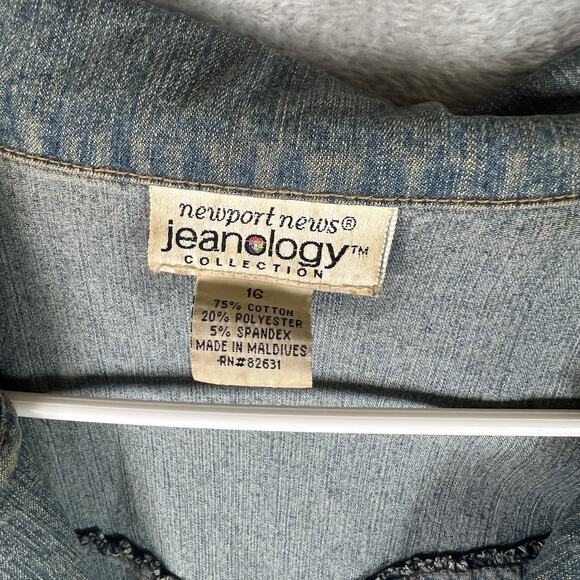 newport news®
jeanology™
COLLECTION
16
75% COTTON
20% POLYESTER
5% SPANDEX
MADE IN MALDIVES
RN#82631